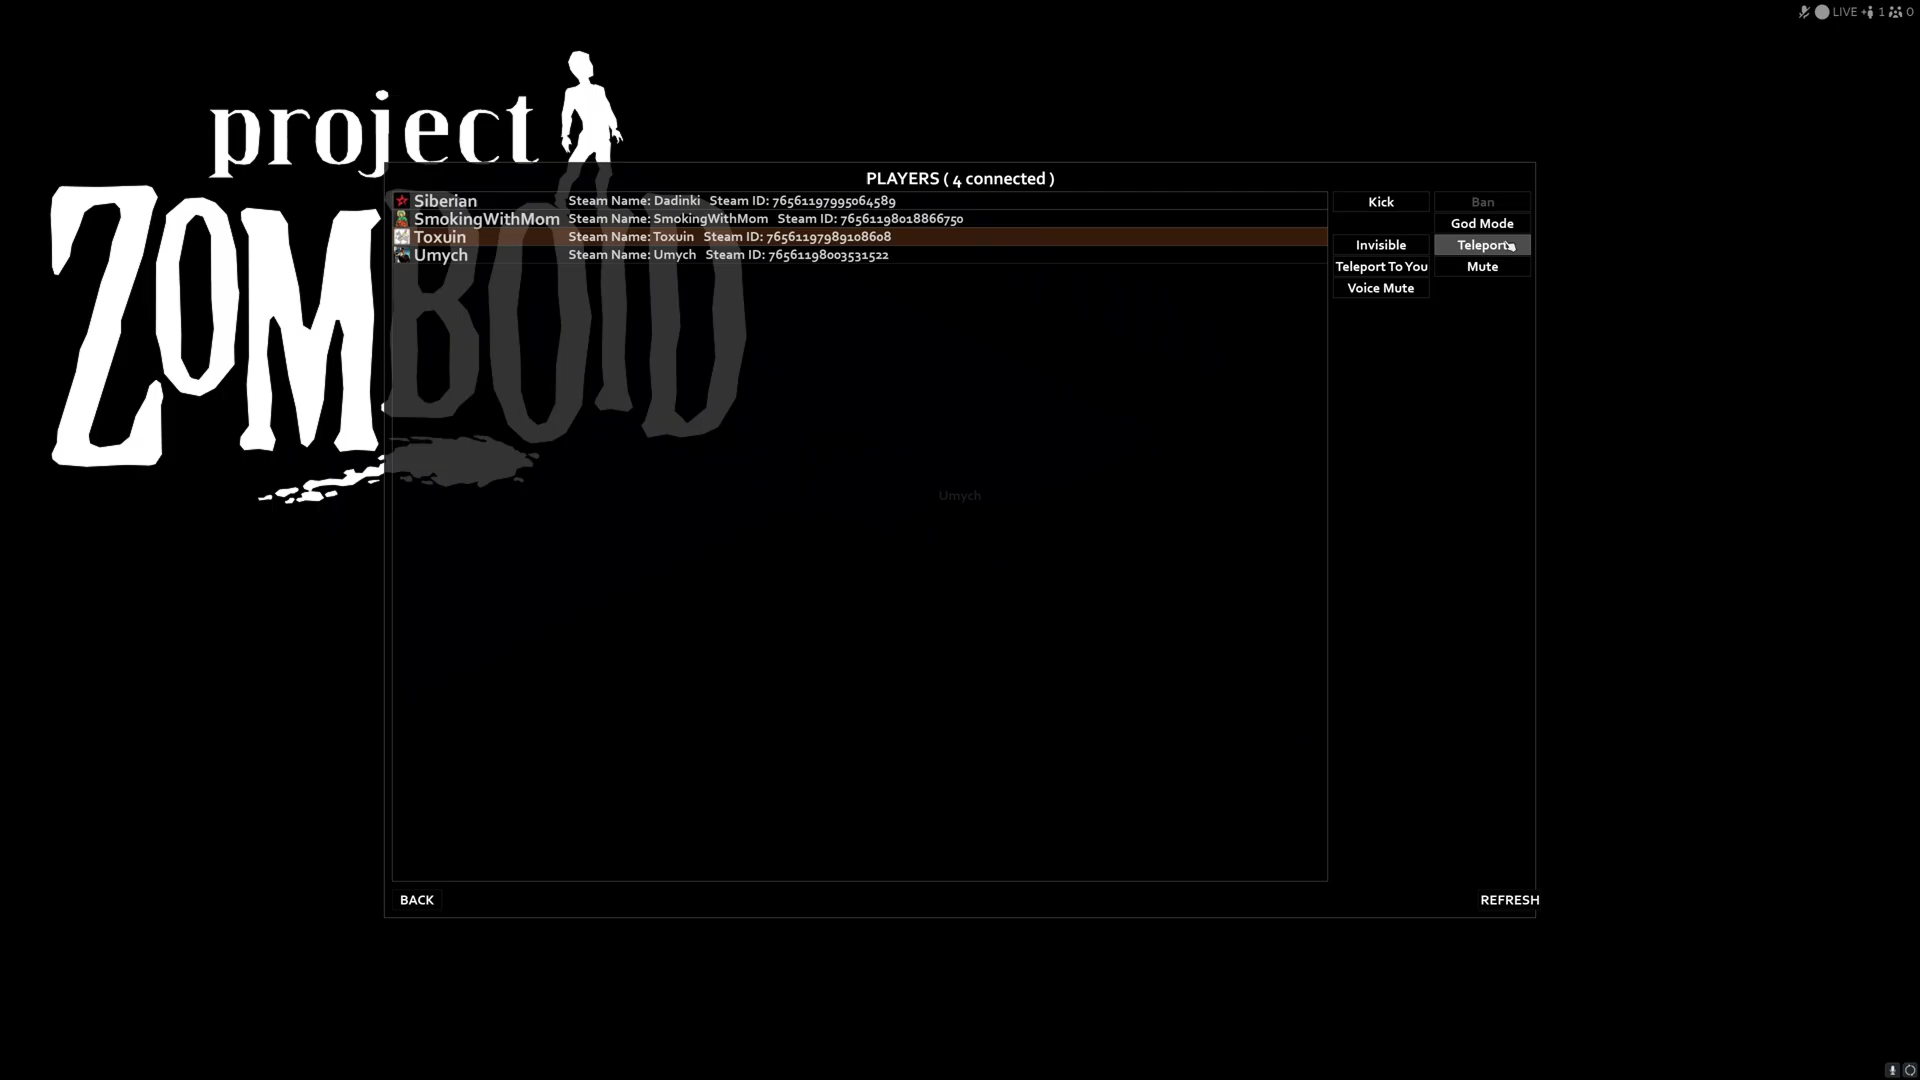 LIVE 1 0
project
ZOMBOID
PLAYERS ( 4 connected )
Siberian Steam Name: Dadinki Steam ID: 76561197995064589
SmokingWithMom Steam Name: SmokingWithMom Steam ID: 76561198018866750
Toxuin Steam Name: Toxuin Steam ID: 76561197989108608
Umych Steam Name: Umych Steam ID: 76561198003531522
Kick Ban
God Mode
Invisible Teleport
Teleport To You Mute
Voice Mute
Umych
BACK REFRESH